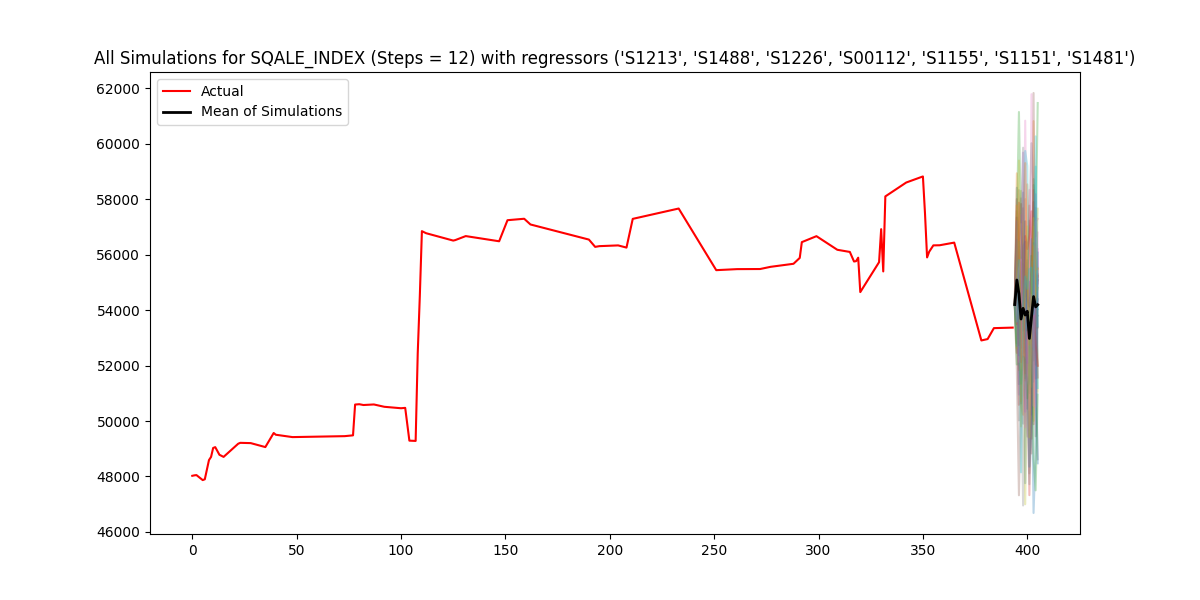 All Simulations for SQALE_INDEX (Steps = 12) with regressors ('S1213', 'S1488', 'S1226', 'S00112', 'S1155', 'S1151', 'S1481')
Actual
Mean of Simulations
62000
60000
58000
56000
54000
52000
50000
48000
46000
0 50 100 150 200 250 300 350 400